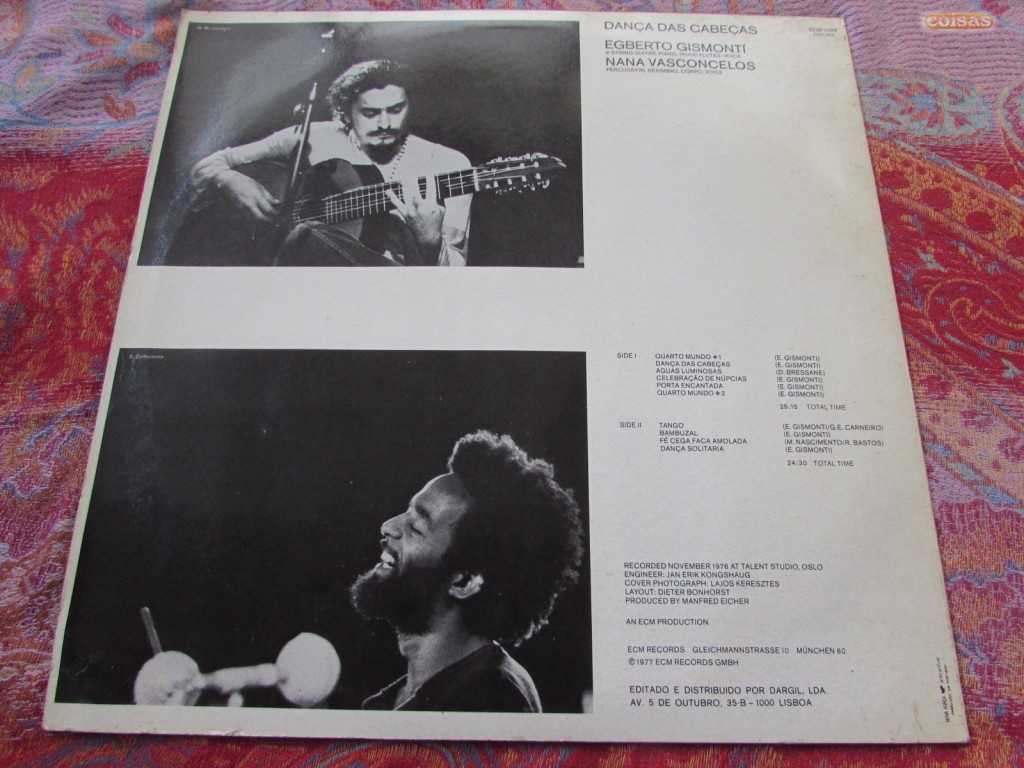 coisas
DANÇA DAS CABEÇAS
EGBERTO GISMONTI
8-STRING GUITAR, PIANO, WOOD FLUTES, VOICE
NANA VASCONCELOS
PERCUSSION, BERIMBAU, CORPO, VOICE
SIDE I QUARTO MUNDO ✶ 1 (E. GISMONTI)
DANÇA DAS CABEÇAS (E. GISMONTI)
AGUAS LUMINOSAS (D. BRESSANE)
CELEBRAÇÃO DE NÚPCIAS (E. GISMONTI)
PORTA ENCANTADA (E. GISMONTI)
QUARTO MUNDO ✶ 2 (E. GISMONTI)
25:15 TOTAL TIME
SIDE II TANGO (E. GISMONTI/G.E. CARNEIRO)
BAMBUZAL (E. GISMONTI)
FÉ CEGA FACA AMOLADA (M. NASCIMENTO/R. BASTOS)
DANÇA SOLITARIA (E. GISMONTI)
24:30 TOTAL TIME
RECORDED NOVEMBER 1976 AT TALENT STUDIO, OSLO
ENGINEER: JAN ERIK KONGSHAUG
COVER PHOTOGRAPH: LAJOS KERESZTES
LAYOUT: DIETER BONHORST
PRODUCED BY MANFRED EICHER
AN ECM PRODUCTION
ECM RECORDS GLEICHMANNSTRASSE 10 MÜNCHEN 60
℗ 1977 ECM RECORDS GMBH
EDITADO E DISTRIBUIDO POR DARGIL, LDA.
AV. 5 DE OUTUBRO, 35-B – 1000 LISBOA